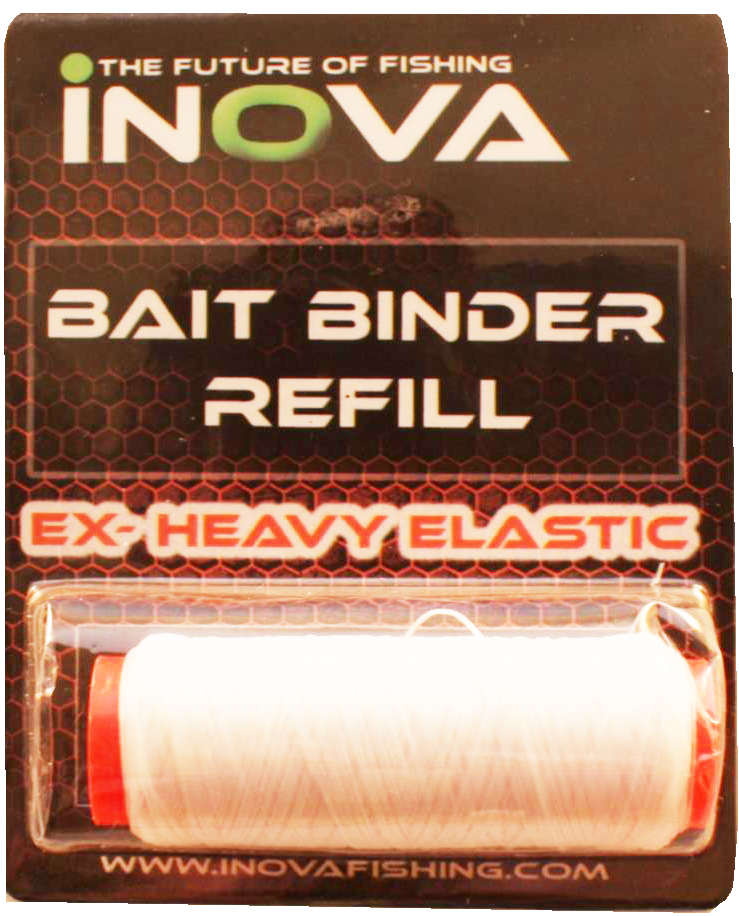 THE FUTURE OF FISHING
iNOVA
BAIT BINDER
REFILL
EX- HEAVY ELASTIC
WWW.INOVAFISHING.COM